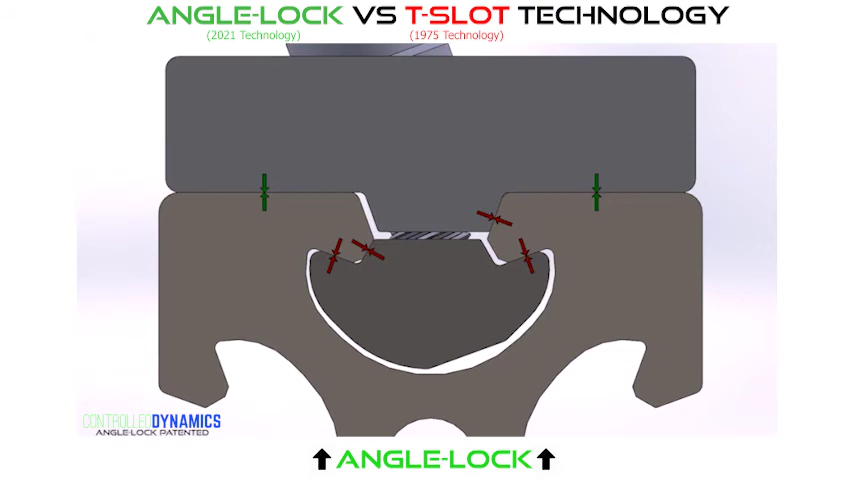 ANGLE-LOCK VS T-SLOT TECHNOLOGY
(2021 Technology) (1975 Technology)
CONTROLLEDDYNAMICS
ANGLE-LOCK PATENTED
ANGLE-LOCK